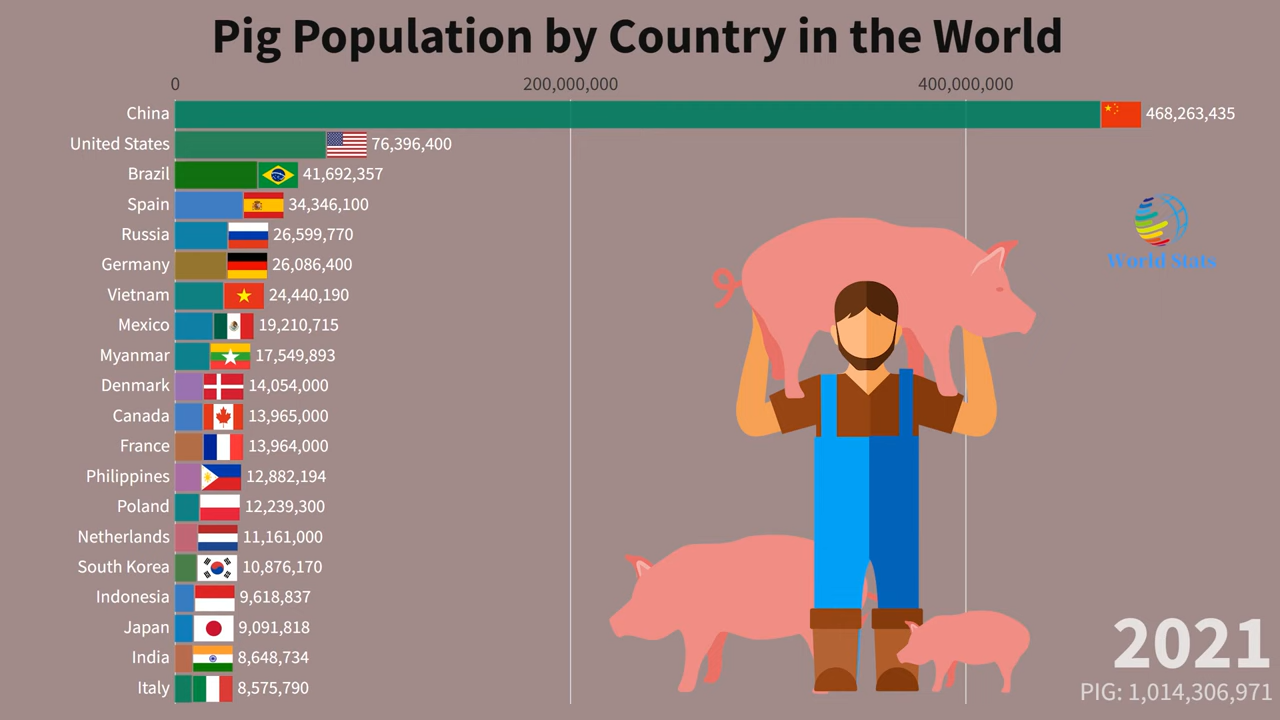 Pig Population by Country in the World
0 200,000,000 400,000,000
China 468,263,435
United States 76,396,400
Brazil 41,692,357
Spain 34,346,100
Russia 26,599,770
Germany 26,086,400
Vietnam 24,440,190
Mexico 19,210,715
Myanmar 17,549,893
Denmark 14,054,000
Canada 13,965,000
France 13,964,000
Philippines 12,882,194
Poland 12,239,300
Netherlands 11,161,000
South Korea 10,876,170
Indonesia 9,618,837
Japan 9,091,818
India 8,648,734
Italy 8,575,790
World Stats
2021
PIG: 1,014,306,971